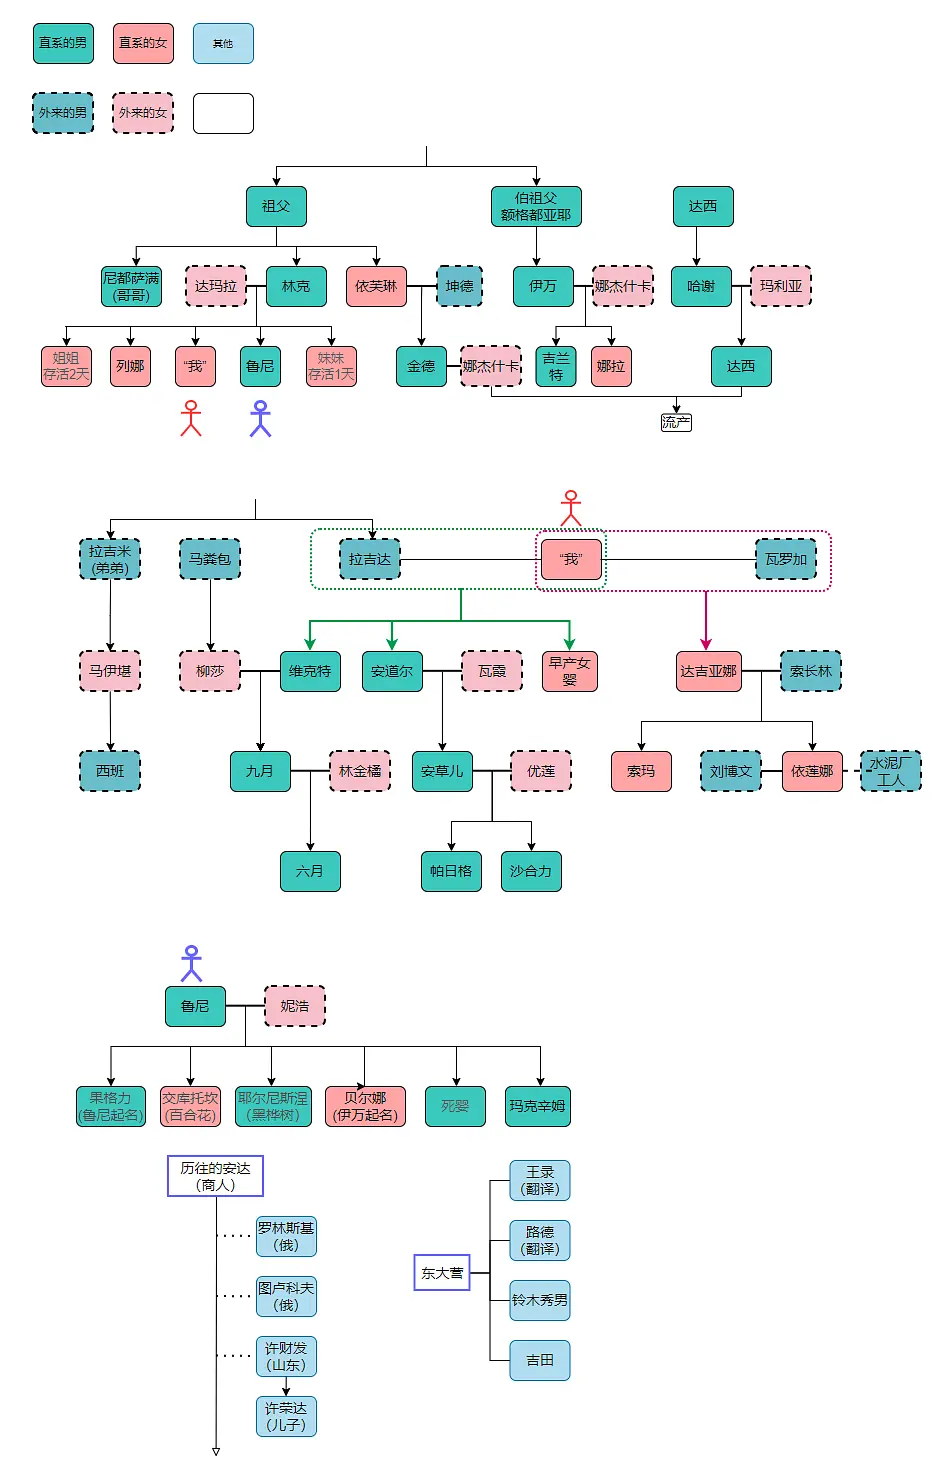 直系的男
直系的女
其他
外来的男
外来的女
祖父
伯祖父
额格都亚耶
达西
尼都萨满
(哥哥)
达玛拉
林克
依芙琳
坤德
伊万
娜杰什卡
哈谢
玛利亚
姐姐
存活2天
列娜
“我”
鲁尼
妹妹
存活1天
金德
娜杰什卡
吉兰
特
娜拉
达西
流产
拉吉米
(弟弟)
马粪包
拉吉达
“我”
瓦罗加
马伊堪
柳莎
维克特
安道尔
瓦霞
早产女
婴
达吉亚娜
索长林
西班
九月
林金橘
安草儿
优莲
索玛
刘博文
依莲娜
水泥厂
工人
六月
帕日格
沙合力
鲁尼
妮浩
果格力
(鲁尼起名)
交库托坎
(百合花)
耶尔尼斯涅
（黑桦树）
贝尔娜
(伊万起名)
死婴
玛克辛姆
历往的安达
（商人）
罗林斯基
（俄）
图卢科夫
（俄）
许财发
（山东）
许荣达
（儿子）
东大营
王录
（翻译）
路德
（翻译）
铃木秀男
吉田